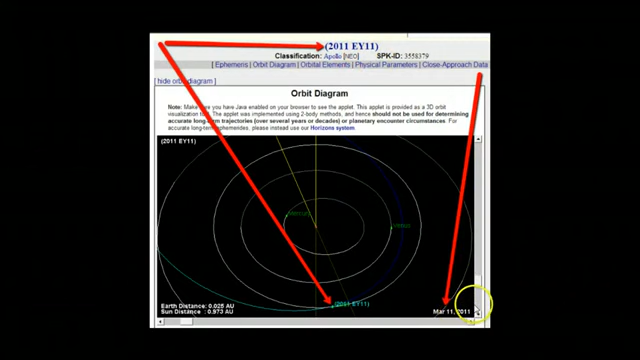 (2011 EY11)
Classification: Apollo [NEO] SPK-ID: 3558379
[ Ephemeris | Orbit Diagram | Orbital Elements | Physical Parameters | Close-Approach Data
[ hide orbit diagram ]
Orbit Diagram
Note: Make sure you have Java enabled on your browser to see the applet. This applet is provided as a 3D orbit
visualization tool. The applet was implemented using 2-body methods, and hence should not be used for determining
accurate long-term trajectories (over several years or decades) or planetary encounter circumstances. For
accurate long-term ephemerides, please instead use our Horizons system.
(2011 EY11)
Mercury
Venus
(2011 EY11)
Earth Distance: 0.025 AU
Sun Distance : 0.973 AU
Mar 11, 2011